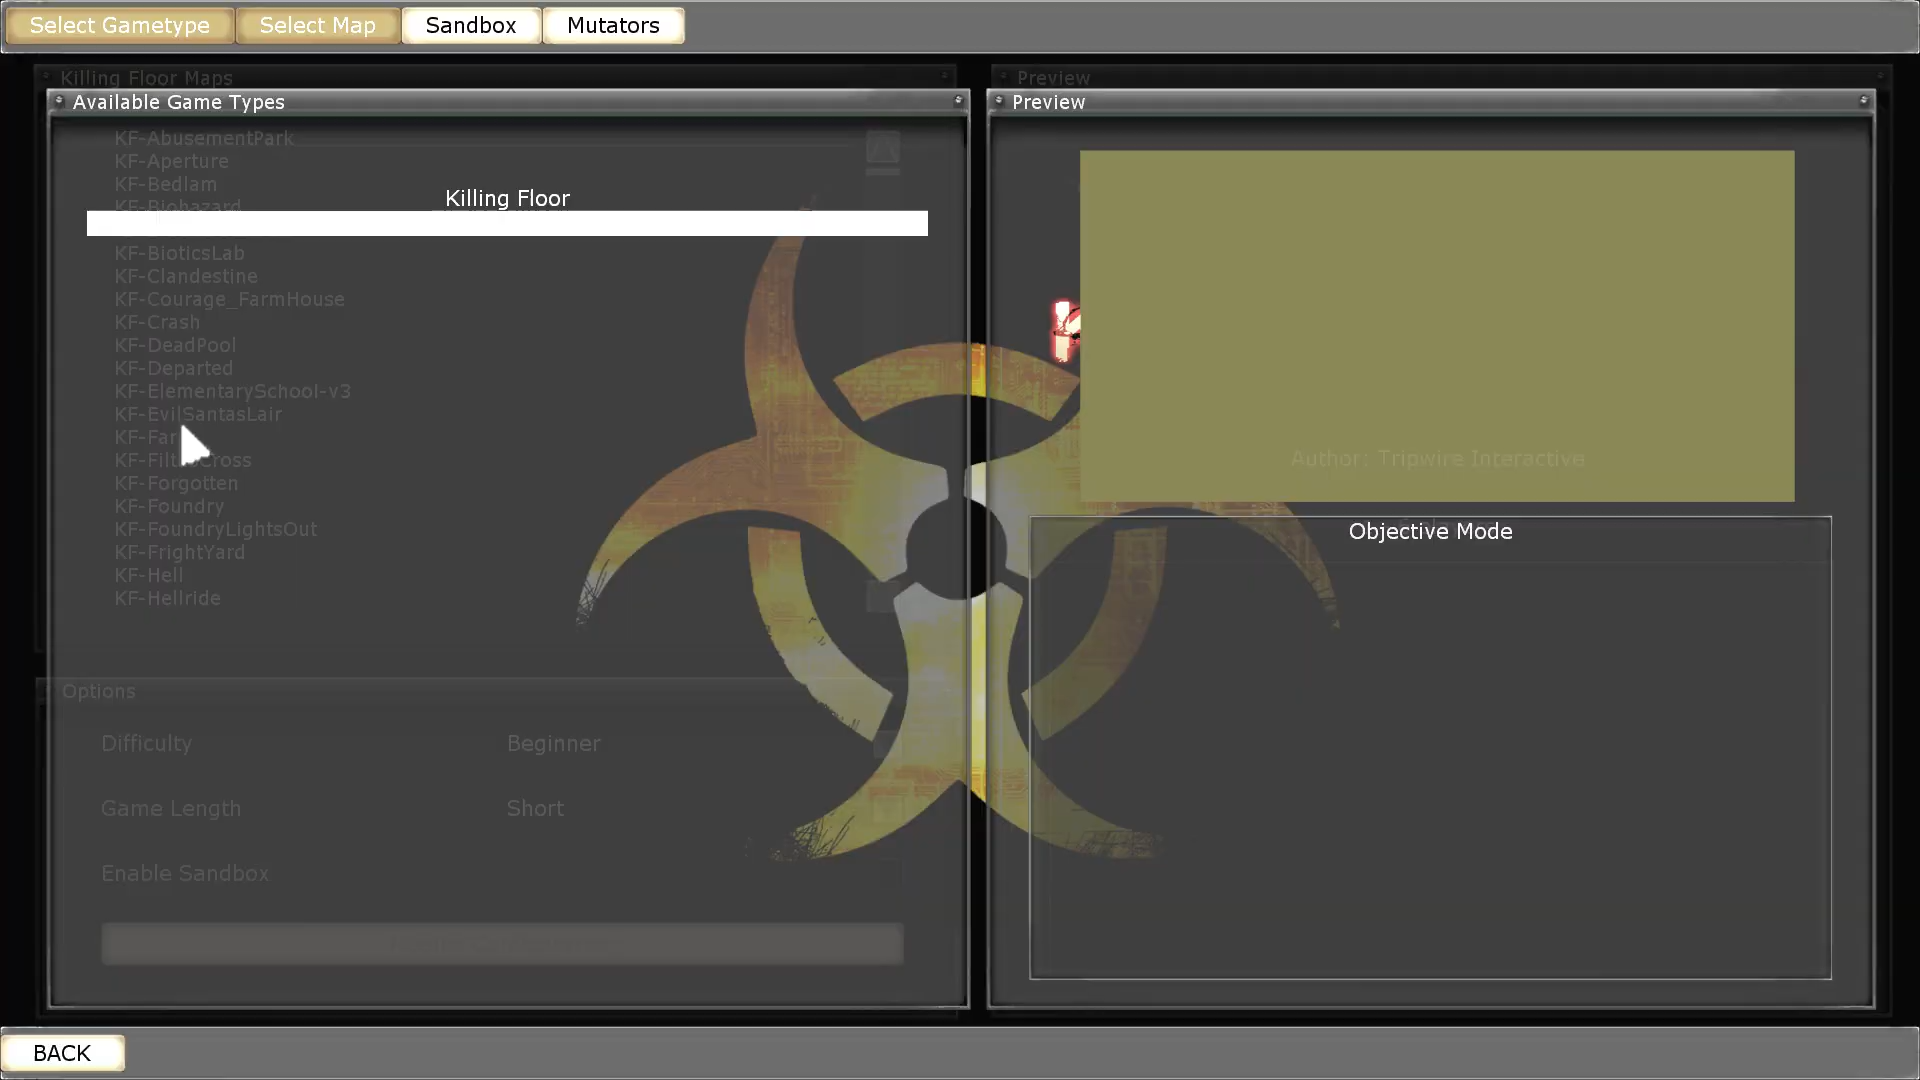 Select Gametype
Select Map
Sandbox
Mutators
Killing Floor Maps
Preview
Available Game Types
Preview
KF-AbusementPark
KF-Aperture
KF-Bedlam
KF-Biohazard
Killing Floor
KF-BioticsLab
KF-Clandestine
KF-Courage_FarmHouse
KF-Crash
KF-DeadPool
KF-Departed
KF-ElementarySchool-v3
KF-EvilSantasLair
KF-Forgotten
KF-Foundry
KF-FoundryLightsOut
KF-FrightYard
KF-Hell
KF-Hellride
Author: Tripwire Interactive
Objective Mode
Options
Difficulty
Beginner
Game Length
Short
Enable Sandbox
BACK